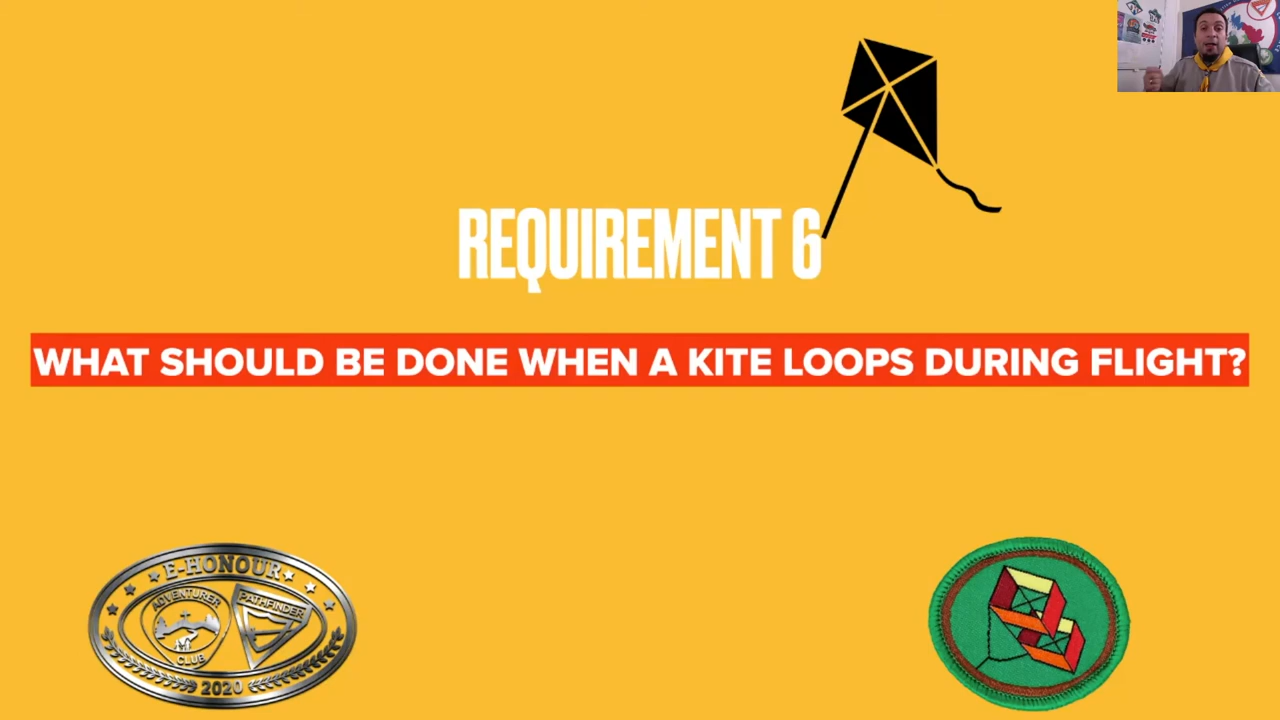 REQUIREMENT 6
WHAT SHOULD BE DONE WHEN A KITE LOOPS DURING FLIGHT?
E-HONOUR
ADVENTURER
CLUB
PATHFINDER
2020